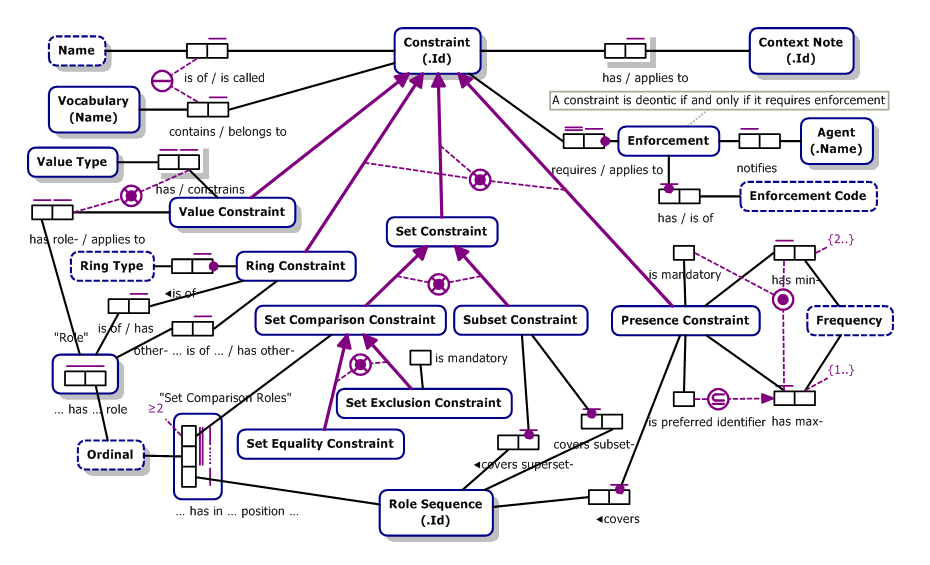 Name
Constraint
(.Id)
Context Note
(.Id)
is of / is called
has / applies to
Vocabulary
(Name)
contains / belongs to
A constraint is deontic if and only if it requires enforcement
Enforcement
Agent
(.Name)
requires / applies to
notifies
Value Type
has / constrains
Enforcement Code
has / is of
Value Constraint
has role- / applies to
Set Constraint
{2..}
Ring Type
Ring Constraint
is mandatory
has min-
◄is of
is of / has
Set Comparison Constraint
Subset Constraint
Presence Constraint
Frequency
"Role"
other- ... is of ... / has other-
is mandatory
{1..}
... has ... role
"Set Comparison Roles"
≥2
Set Exclusion Constraint
is preferred identifier
has max-
Set Equality Constraint
covers subset-
Ordinal
◄covers superset-
... has in ... position ...
Role Sequence
(.Id)
◄covers